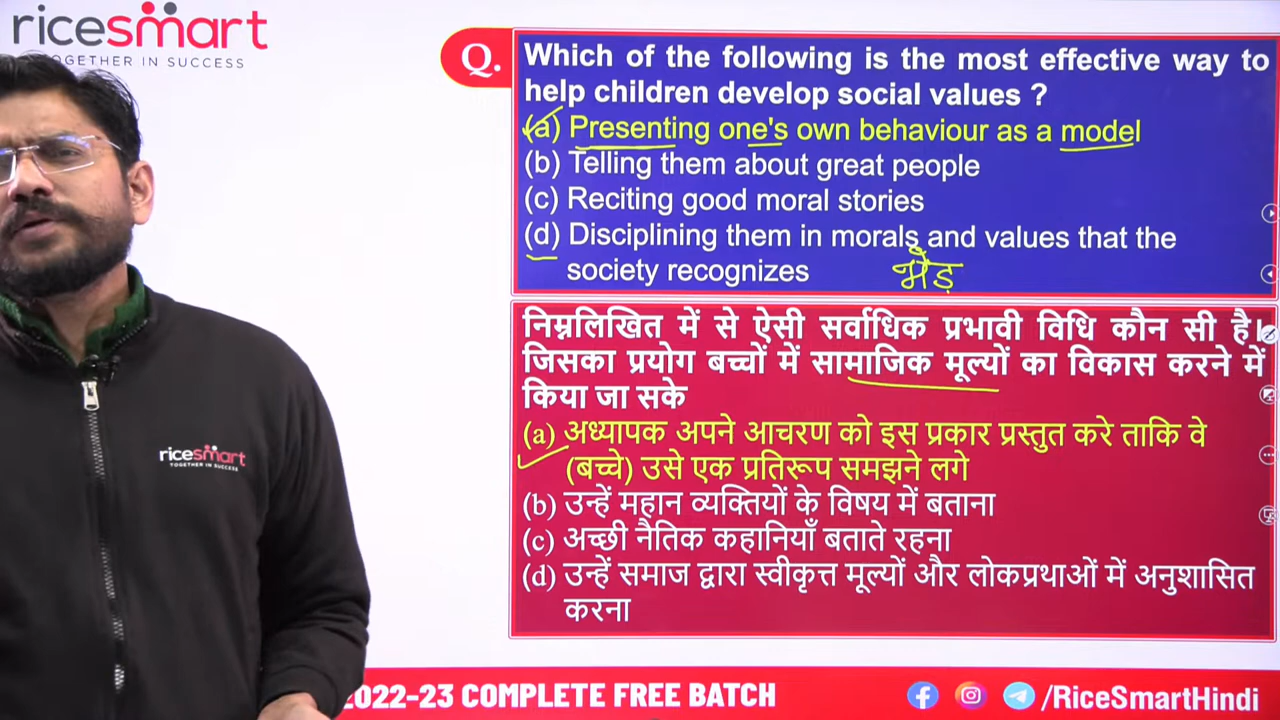 ricesmart
TOGETHER IN SUCCESS
Q.
Which of the following is the most effective way to
help children develop social values ?
(a) Presenting one's own behaviour as a model
(b) Telling them about great people
(c) Reciting good moral stories
(d) Disciplining them in morals and values that the
society recognizes
भेड़
निम्नलिखित में से ऐसी सर्वाधिक प्रभावी विधि कौन सी है।
जिसका प्रयोग बच्चों में सामाजिक मूल्यों का विकास करने में
किया जा सके
(a) अध्यापक अपने आचरण को इस प्रकार प्रस्तुत करे ताकि वे
(बच्चे) उसे एक प्रतिरूप समझने लगे
(b) उन्हें महान व्यक्तियों के विषय में बताना
(c) अच्छी नैतिक कहानियाँ बताते रहना
(d) उन्हें समाज द्वारा स्वीकृत्त मूल्यों और लोकप्रथाओं में अनुशासित
करना
ricesmart
TOGETHER IN SUCCESS
2022-23 COMPLETE FREE BATCH
/RiceSmartHindi